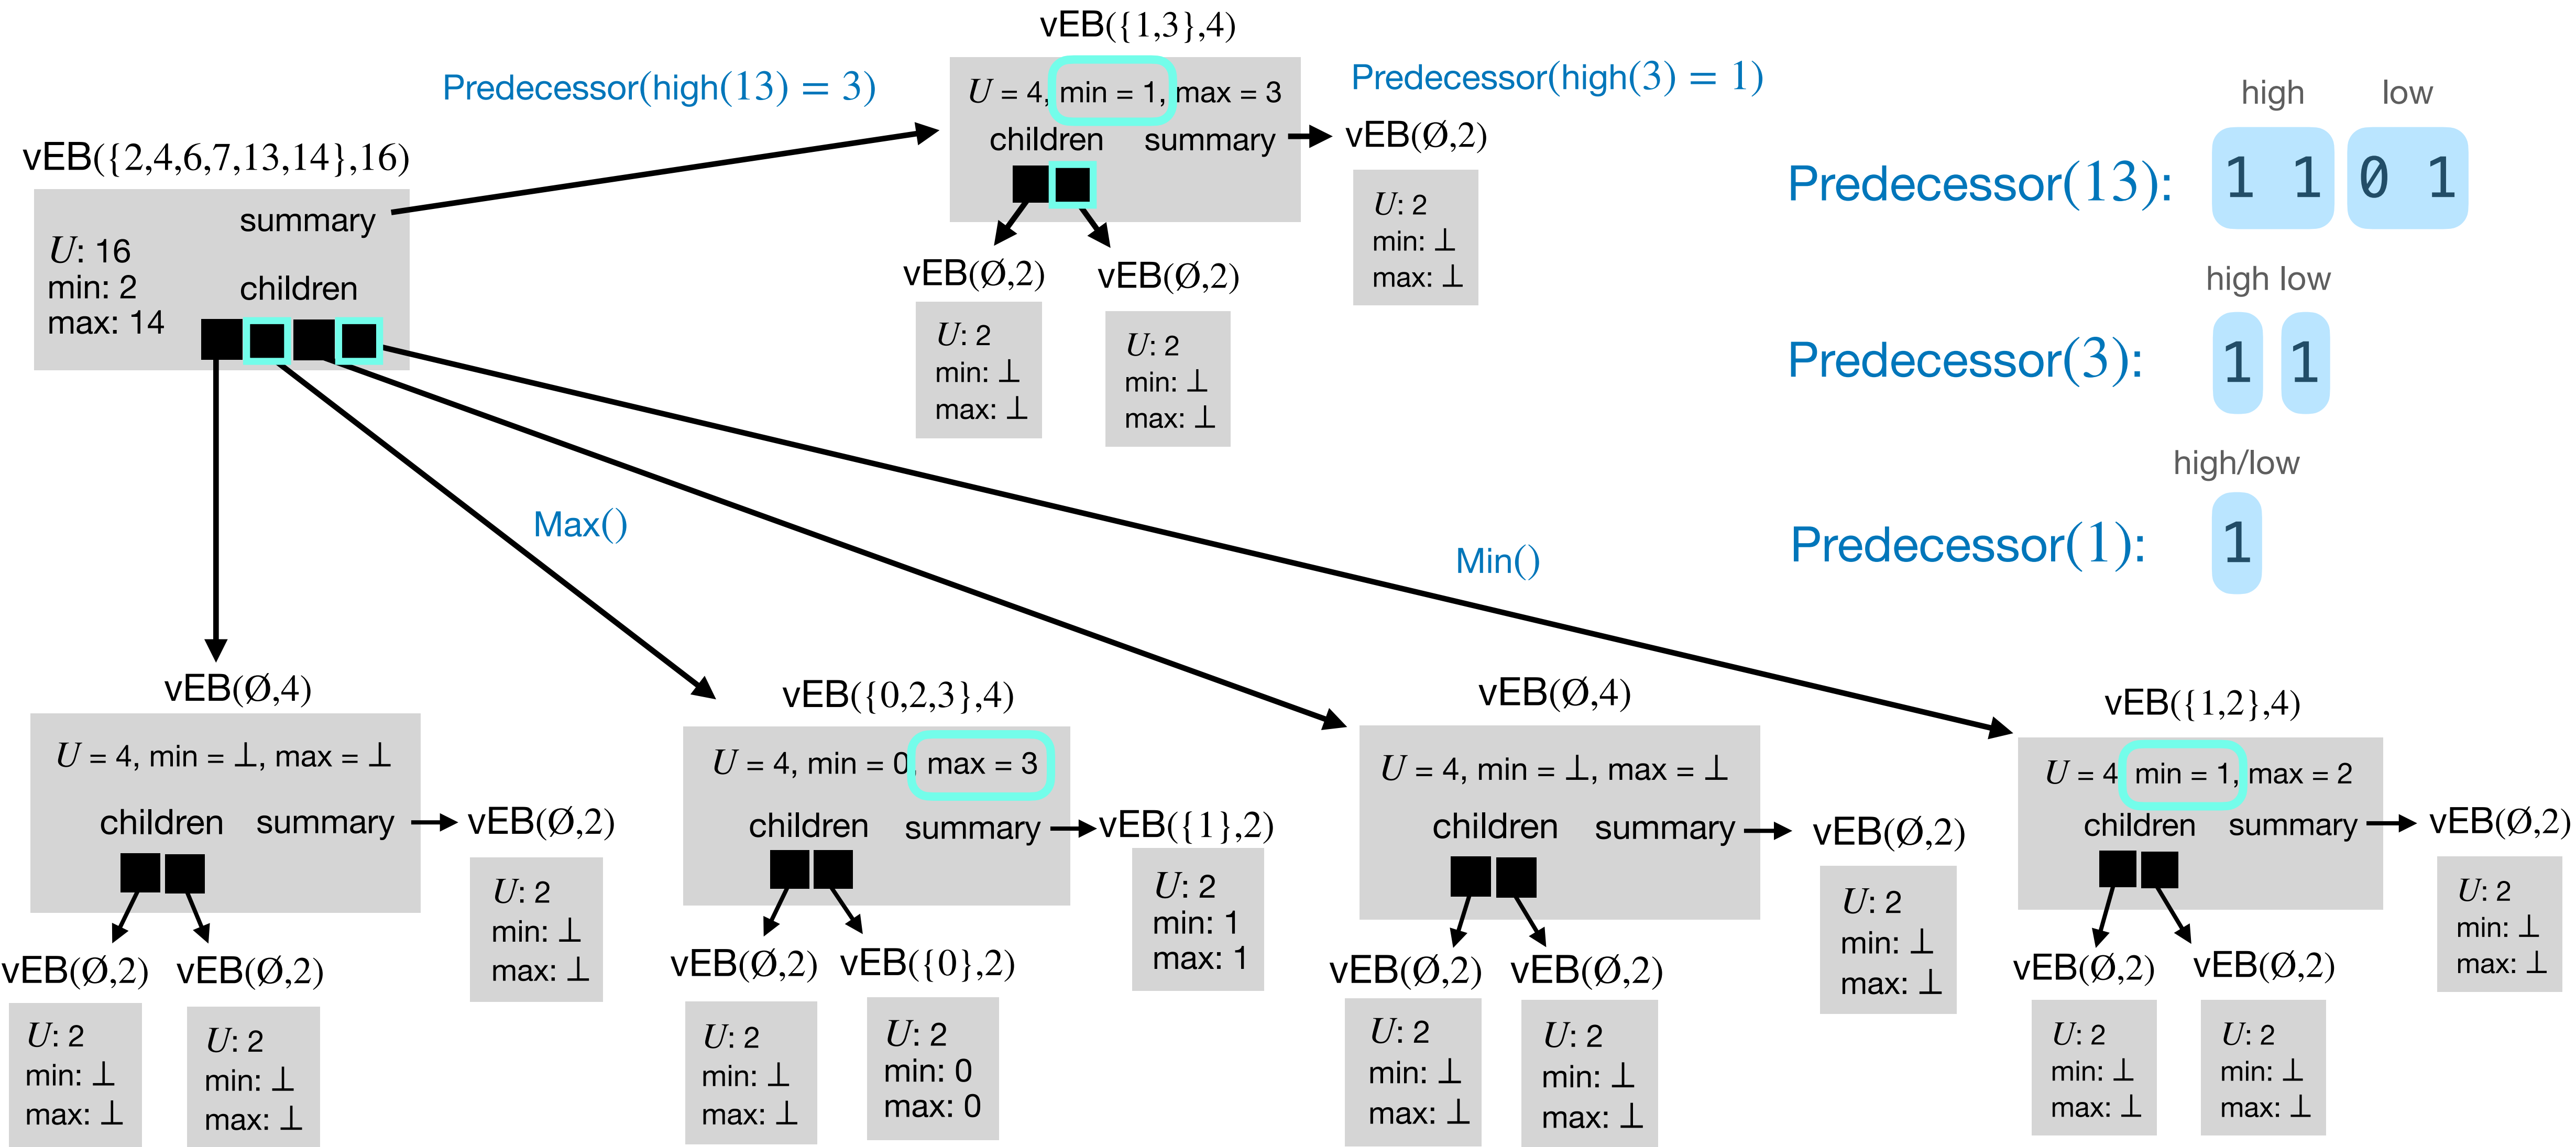 vEB({1,3},4)
Predecessor(high(13) = 3)
U = 4, min = 1, max = 3
children summary
Predecessor(high(3) = 1)
vEB(Ø,2)
U: 2
min: ⊥
max: ⊥
vEB(Ø,2)
U: 2
min: ⊥
max: ⊥
vEB(Ø,2)
U: 2
min: ⊥
max: ⊥
high low
Predecessor(13): 1 1 0 1
high low
Predecessor(3): 1 1
high/low
Predecessor(1): 1
vEB({2,4,6,7,13,14},16)
summary
U: 16
min: 2
max: 14
children
Max()
Min()
vEB(Ø,4)
U = 4, min = ⊥, max = ⊥
children summary
vEB(Ø,2)
U: 2
min: ⊥
max: ⊥
vEB(Ø,2)
U: 2
min: ⊥
max: ⊥
vEB(Ø,2)
U: 2
min: ⊥
max: ⊥
vEB({0,2,3},4)
U = 4, min = 0, max = 3
children summary
vEB({1},2)
U: 2
min: 1
max: 1
vEB(Ø,2)
U: 2
min: ⊥
max: ⊥
vEB({0},2)
U: 2
min: 0
max: 0
vEB(Ø,4)
U = 4, min = ⊥, max = ⊥
children summary
vEB(Ø,2)
U: 2
min: ⊥
max: ⊥
vEB(Ø,2)
U: 2
min: ⊥
max: ⊥
vEB(Ø,2)
U: 2
min: ⊥
max: ⊥
vEB({1,2},4)
U = 4, min = 1, max = 2
children summary
vEB(Ø,2)
U: 2
min: ⊥
max: ⊥
vEB(Ø,2)
U: 2
min: ⊥
max: ⊥
vEB(Ø,2)
U: 2
min: ⊥
max: ⊥